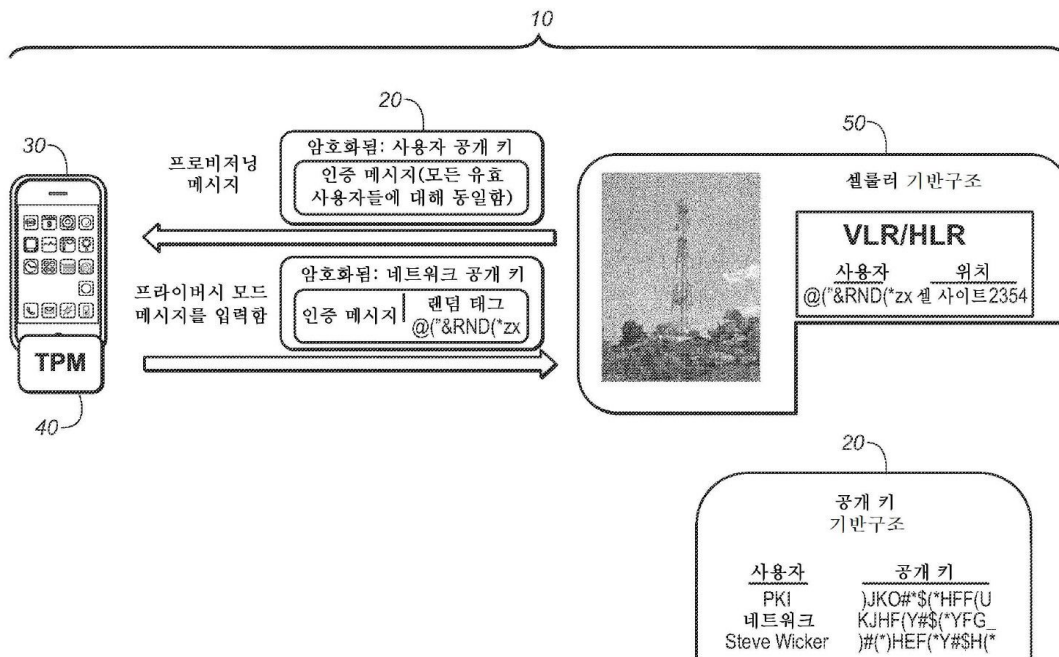 10
20
30
50
프로비저닝
메시지
암호화됨: 사용자 공개 키
인증 메시지(모든 유효
사용자들에 대해 동일함)
셀룰러 기반구조
VLR/HLR
사용자 위치
@("&RND(*zx 셀 사이트2354
프라이버시 모드
메시지를 입력함
암호화됨: 네트워크 공개 키
인증 메시지
랜덤 태그
@("&RND(*zx
TPM
40
20
공개 키
기반구조
사용자 공개 키
PKI )JKO#*$(*HFF(U
네트워크 KJHF(Y#$(*YFG_
Steve Wicker )#(*)HEF(*Y#$H(*